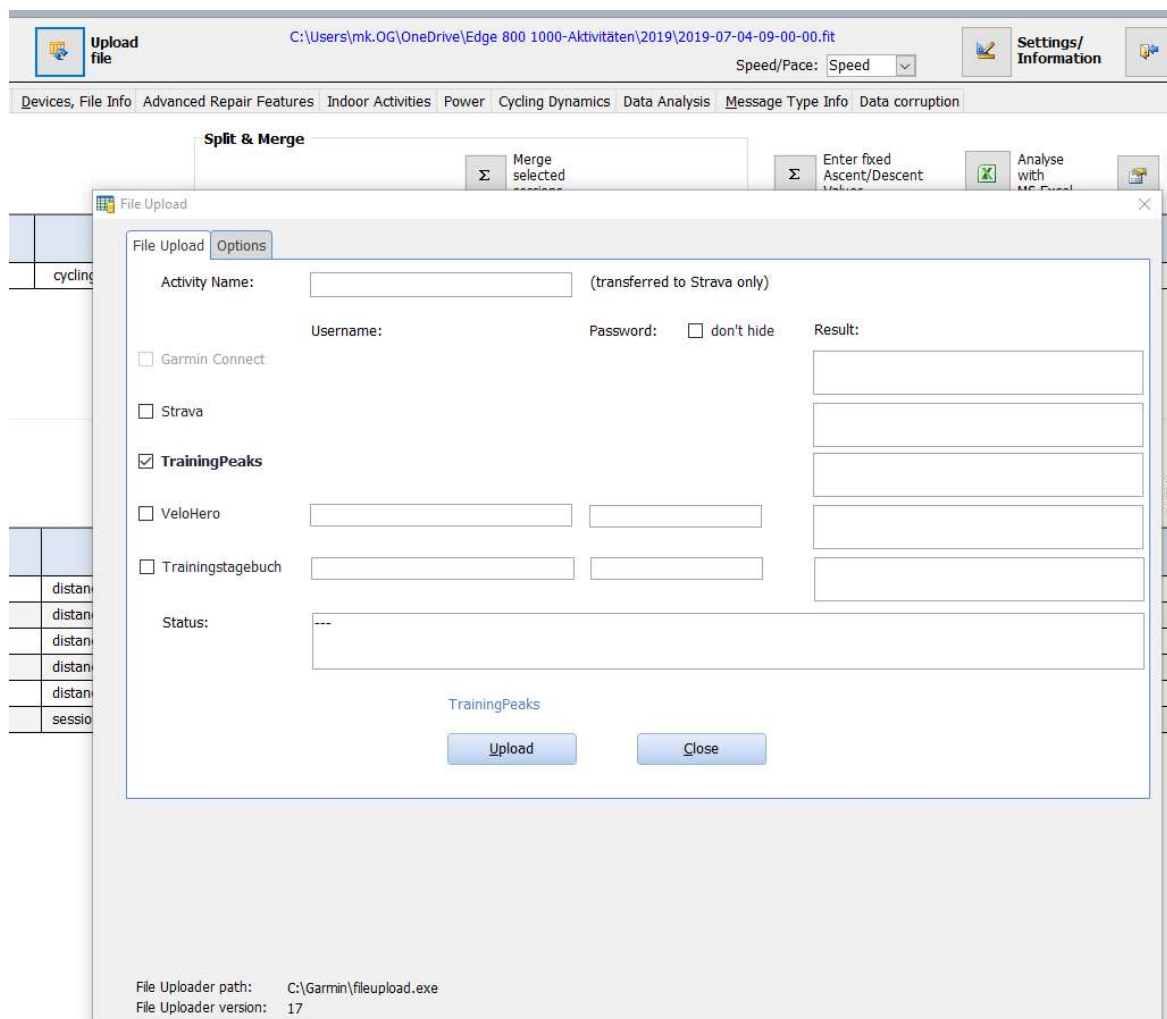 Upload
file
C:\Users\mk.OG\OneDrive\Edge 800 1000-Aktivitäten\2019\2019-07-04-09-00-00.fit
Speed/Pace: Speed
Settings/
Information
Devices, File Info Advanced Repair Features Indoor Activities Power Cycling Dynamics Data Analysis Message Type Info Data corruption
Split & Merge
Σ Merge
selected
sessions
Σ Enter fixed
Ascent/Descent
Values
Analyse
with
MS Excel
File Upload
File Upload Options
cycling
Activity Name: (transferred to Strava only)
Username: Password: don't hide Result:
Garmin Connect
Strava
TrainingPeaks
VeloHero
Trainingstagebuch
distan
distan
distan
distan
distan
sessio
Status: ---
TrainingPeaks
Upload Close
File Uploader path: C:\Garmin\fileupload.exe
File Uploader version: 17